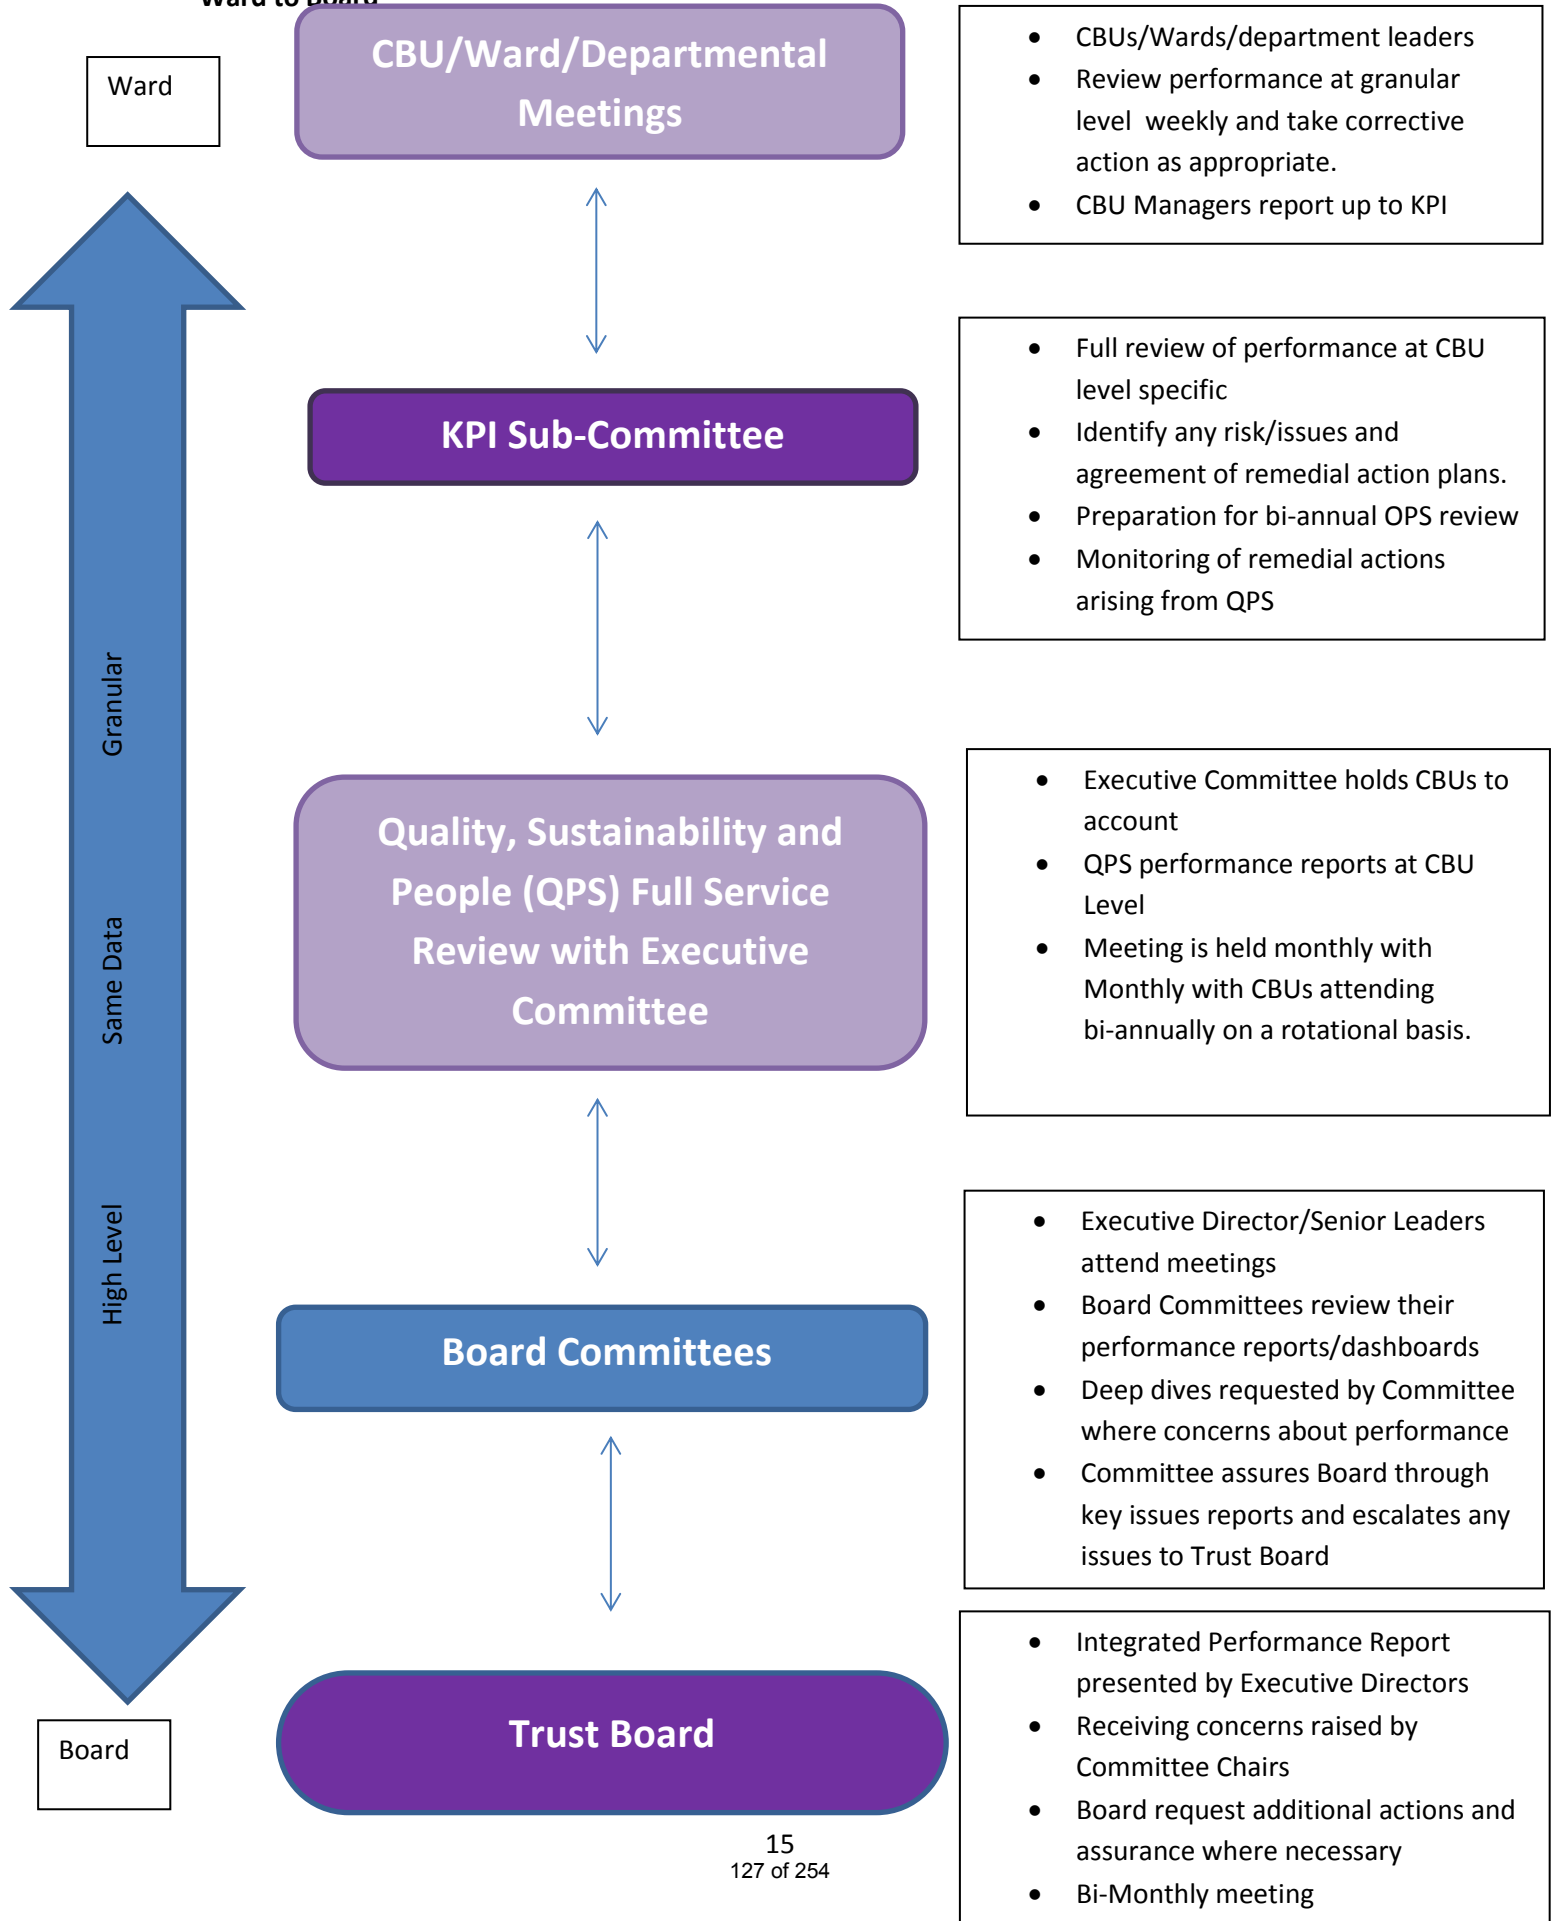 Ward to Board
Ward
CBU/Ward/Departmental
Meetings
• CBUs/Wards/department leaders
• Review performance at granular
level weekly and take corrective
action as appropriate.
• CBU Managers report up to KPI
KPI Sub-Committee
• Full review of performance at CBU
level specific
• Identify any risk/issues and
agreement of remedial action plans.
• Preparation for bi-annual OPS review
• Monitoring of remedial actions
arising from QPS
Granular
Same Data
High Level
Quality, Sustainability and
People (QPS) Full Service
Review with Executive
Committee
• Executive Committee holds CBUs to
account
• QPS performance reports at CBU
Level
• Meeting is held monthly with
Monthly with CBUs attending
bi-annually on a rotational basis.
Board Committees
• Executive Director/Senior Leaders
attend meetings
• Board Committees review their
performance reports/dashboards
• Deep dives requested by Committee
where concerns about performance
• Committee assures Board through
key issues reports and escalates any
issues to Trust Board
Board
Trust Board
• Integrated Performance Report
presented by Executive Directors
• Receiving concerns raised by
Committee Chairs
• Board request additional actions and
assurance where necessary
• Bi-Monthly meeting
15
127 of 254